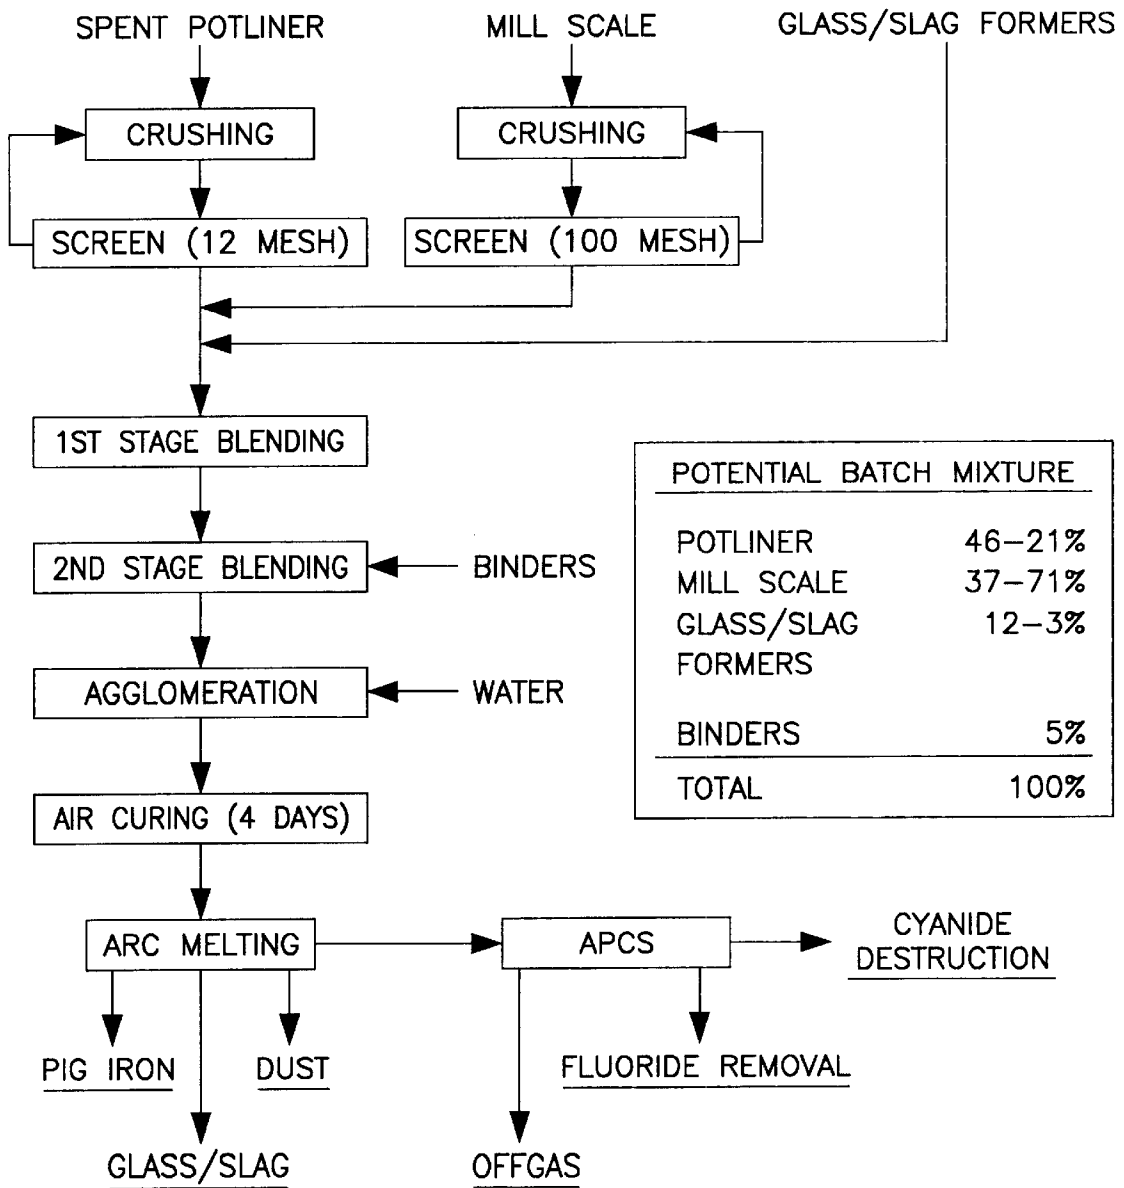 SPENT POTLINER
MILL SCALE
GLASS/SLAG FORMERS
CRUSHING
CRUSHING
SCREEN (12 MESH)
SCREEN (100 MESH)
1ST STAGE BLENDING
2ND STAGE BLENDING
BINDERS
AGGLOMERATION
WATER
AIR CURING (4 DAYS)
POTENTIAL BATCH MIXTURE
POTLINER 46–21%
MILL SCALE 37–71%
GLASS/SLAG 12–3%
FORMERS
BINDERS 5%
TOTAL 100%
ARC MELTING
APCS
CYANIDE
DESTRUCTION
PIG IRON
DUST
FLUORIDE REMOVAL
GLASS/SLAG
OFFGAS